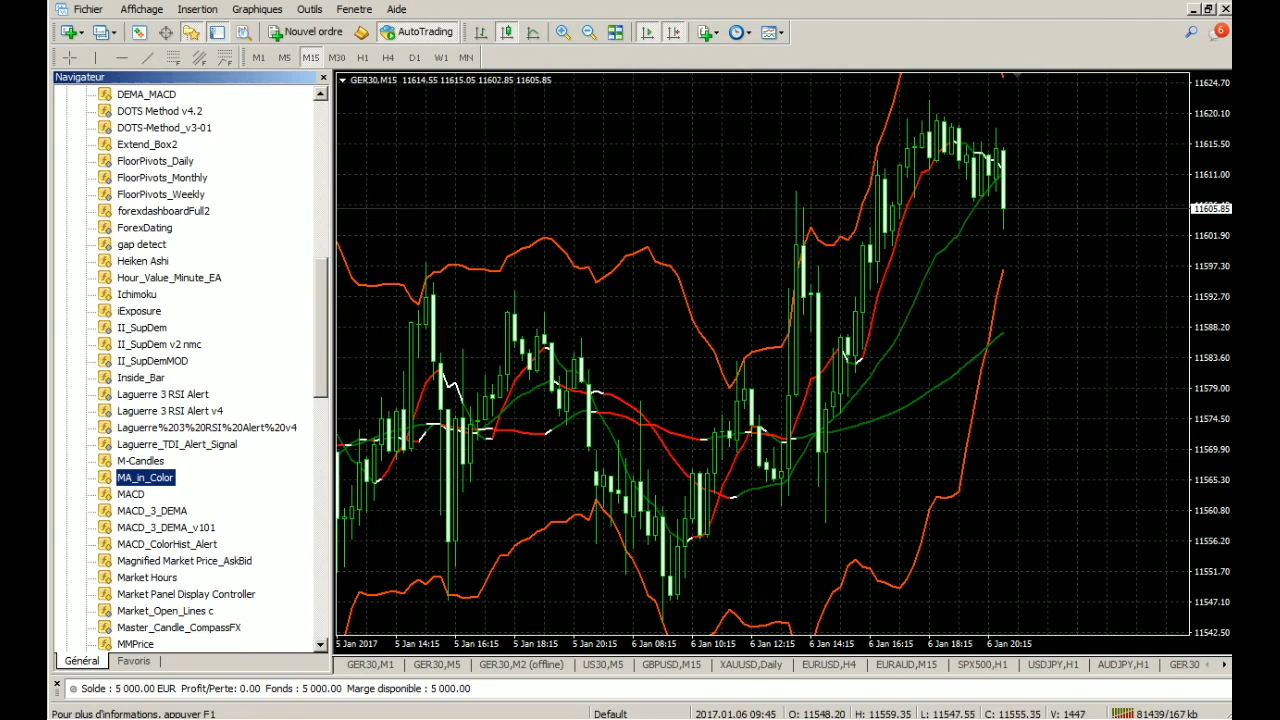 Fichier Affichage Insertion Graphiques Outils Fenetre Aide
6
Nouvel ordre AutoTrading
M1 M5 M15 M30 H1 H4 D1 W1 MN
Navigateur
DEMA_MACD
DOTS Method v4.2
DOTS-Method_v3-01
Extend_Box2
FloorPivots_Daily
FloorPivots_Monthly
FloorPivots_Weekly
forexdashboardFull2
ForexDating
gap detect
Heiken Ashi
Hour_Value_Minute_EA
Ichimoku
iExposure
II_SupDem
II_SupDem v2 nmc
II_SupDemMOD
Inside_Bar
Laguerre 3 RSI Alert
Laguerre 3 RSI Alert v4
Laguerre%203%20RSI%20Alert%20v4
Laguerre_TDI_Alert_Signal
M-Candles
MA_in_Color
MACD
MACD_3_DEMA
MACD_3_DEMA_v101
MACD_ColorHist_Alert
Magnified Market Price_AskBid
Market Hours
Market Panel Display Controller
Market_Open_Lines c
Master_Candle_CompassFX
MMPrice
Général Favoris
GER30,M15 11614.55 11615.05 11602.85 11605.85
11624.70
11620.10
11615.50
11611.00
11605.85
11601.90
11597.30
11592.70
11588.20
11583.60
11579.00
11574.50
11569.90
11565.30
11560.80
11556.20
11551.70
11547.10
11542.50
5 Jan 2017 5 Jan 14:15 5 Jan 16:15 5 Jan 18:15 5 Jan 20:15 6 Jan 08:15 6 Jan 10:15 6 Jan 12:15 6 Jan 14:15 6 Jan 16:15 6 Jan 18:15 6 Jan 20:15
GER30,M1 GER30,M5 GER30,M2 (offline) US30,M5 GBPUSD,M15 XAUUSD,Daily EURUSD,H4 EURAUD,M15 SPX500,H1 USDJPY,H1 AUDJPY,H1 GER30
Solde : 5 000.00 EUR Profit/Perte: 0.00 Fonds : 5 000.00 Marge disponible : 5 000.00
Pour plus d'informations, appuyer F1 Default 2017.01.06 09:45 O: 11548.20 H: 11559.35 L: 11547.55 C: 11555.35 V: 1447 81439/167 kb